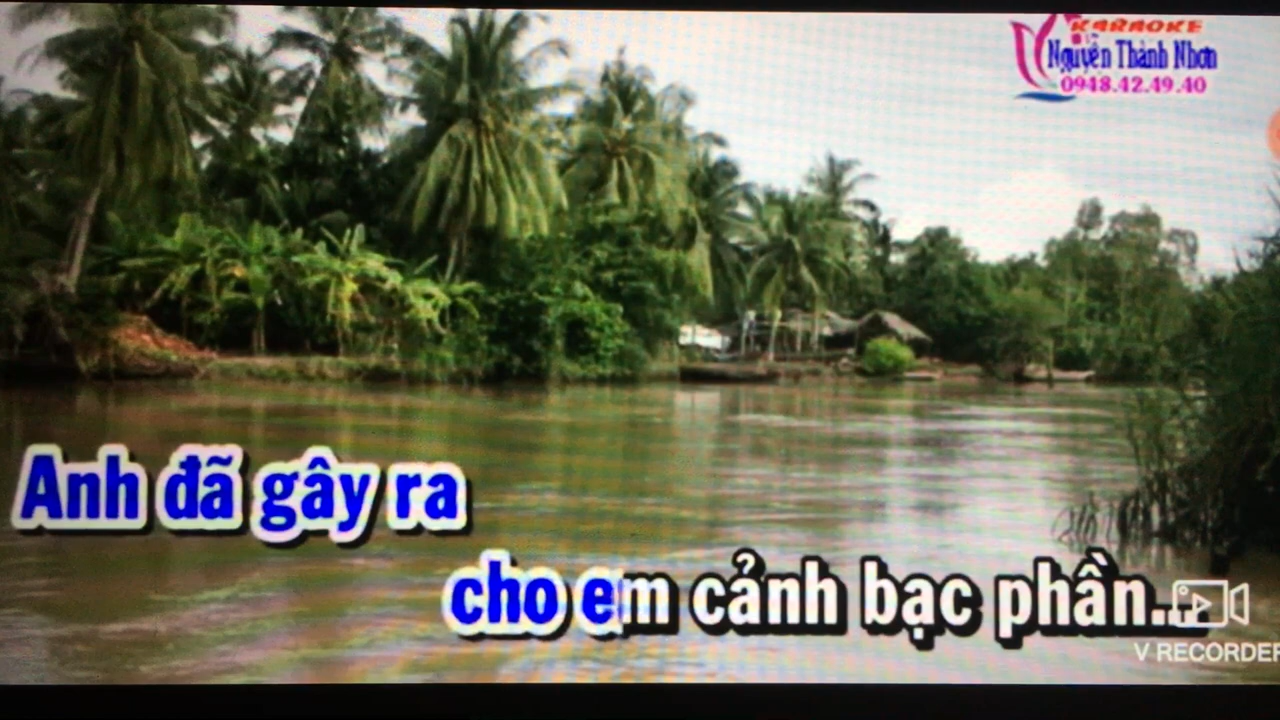 KARAOKE
Nguyễn Thành Nhơn
0948.42.49.40
Anh đã gây ra
cho em cảnh bạc phần...
V RECORDER